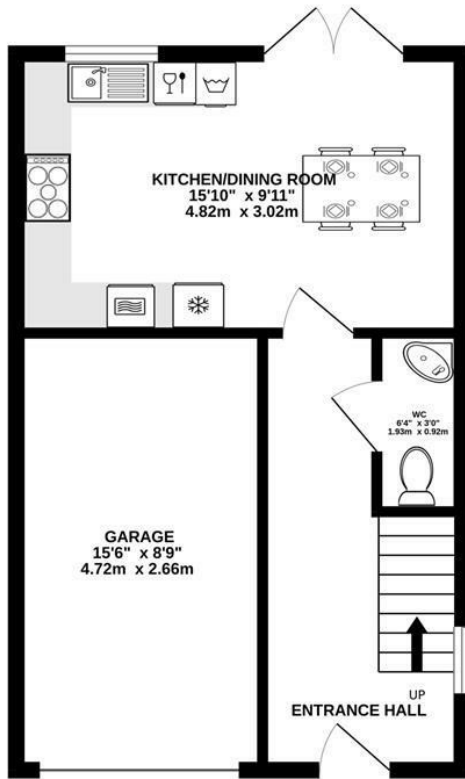 KITCHEN/DINING ROOM
15'10" x 9'11"
4.82m x 3.02m
WC
6'4" x 3'0"
1.93m x 0.92m
GARAGE
15'6" x 8'9"
4.72m x 2.66m
UP
ENTRANCE HALL